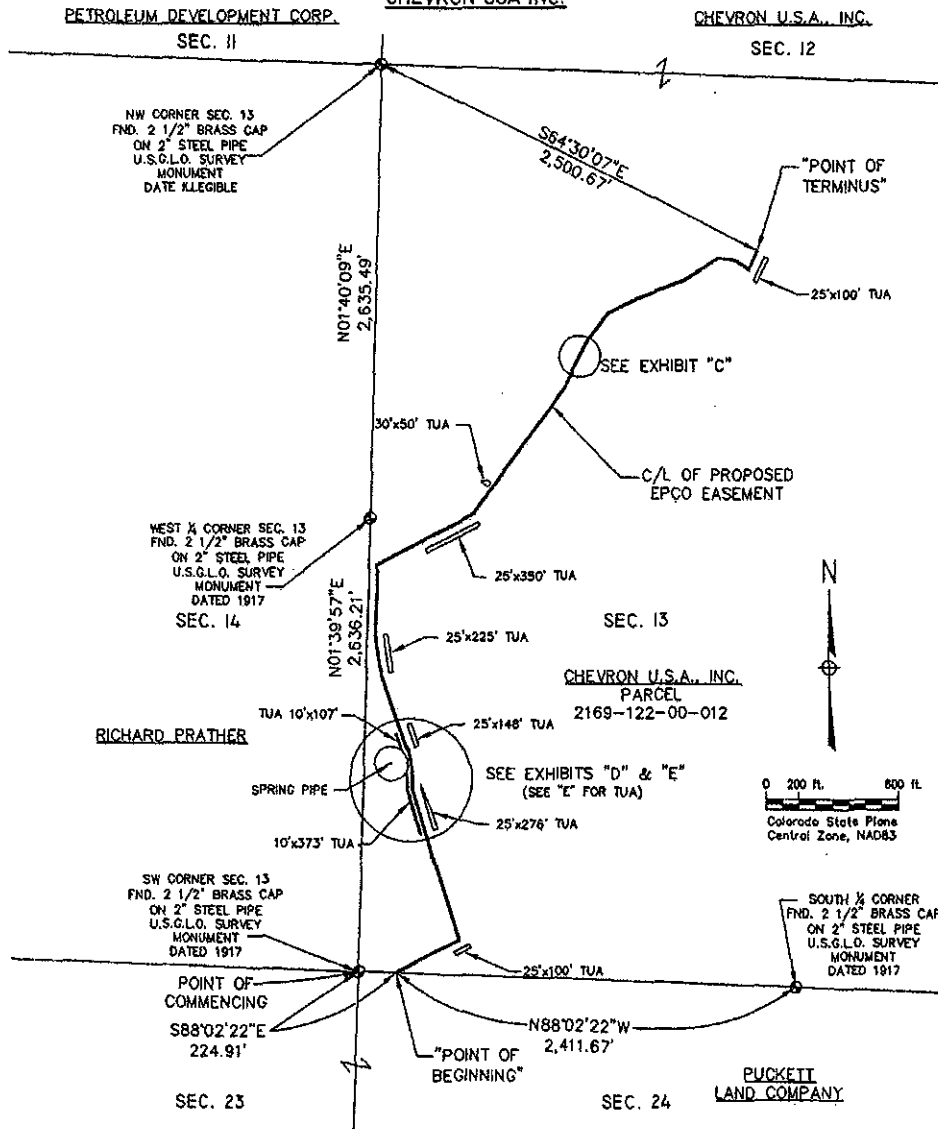 CHEVRON USA INC.
PETROLEUM DEVELOPMENT CORP.
SEC. 11
CHEVRON U.S.A., INC.
SEC. 12
NW CORNER SEC. 13
FND. 2 1/2" BRASS CAP
ON 2" STEEL PIPE
U.S.G.L.O. SURVEY
MONUMENT
DATE ILLEGIBLE
S64°30'07"E
2,500.67'
"POINT OF
TERMINUS"
25'x100' TUA
N01°40'09"E
2,635.49'
SEE EXHIBIT "C"
30'x50' TUA
C/L OF PROPOSED
EPCO EASEMENT
WEST ¼ CORNER SEC. 13
FND. 2 1/2" BRASS CAP
ON 2" STEEL PIPE
U.S.G.L.O. SURVEY
MONUMENT
DATED 1917
SEC. 14
25'x350' TUA
N
N01°39'57"E
2,636.21'
SEC. 13
25'x225' TUA
CHEVRON U.S.A., INC.
PARCEL
2169-122-00-012
RICHARD PRATHER
TUA 10'x107'
25'x148' TUA
SPRING PIPE
SEE EXHIBITS "D" & "E"
(SEE "E" FOR TUA)
0 200 ft. 600 ft.
Colorado State Plane
Central Zone, NAD83
25'x276' TUA
10'x373' TUA
SW CORNER SEC. 13
FND. 2 1/2" BRASS CAP
ON 2" STEEL PIPE
U.S.G.L.O. SURVEY
MONUMENT
DATED 1917
SOUTH ¼ CORNER
FND. 2 1/2" BRASS CAP
ON 2" STEEL PIPE
U.S.G.L.O. SURVEY
MONUMENT
DATED 1917
25'x100' TUA
POINT OF
COMMENCING
S88°02'22"E
224.91'
N88°02'22"W
2,411.67'
"POINT OF
BEGINNING"
PUCKETT
LAND COMPANY
SEC. 23
SEC. 24